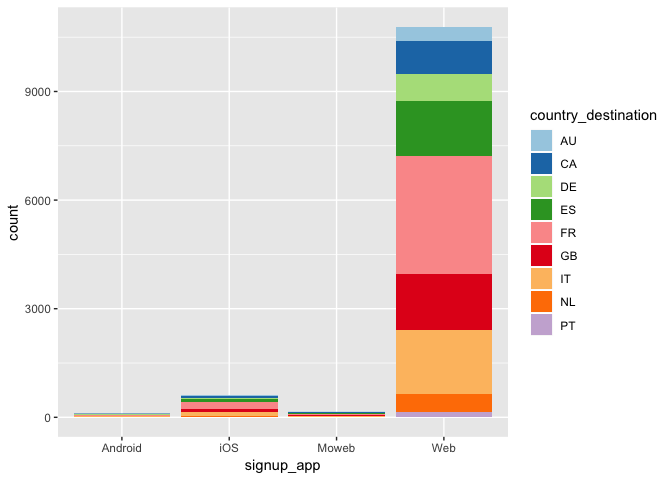 9000
6000
3000
0
count
Android
iOS
Moweb
Web
signup_app
country_destination
AU
CA
DE
ES
FR
GB
IT
NL
PT